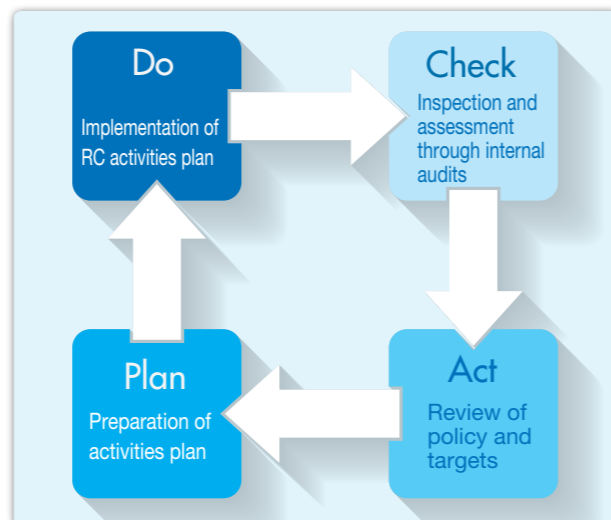 Do
Implementation of
RC activities plan
Check
Inspection and
assessment
through internal
audits
Plan
Preparation of
activities plan
Act
Review of
policy and
targets